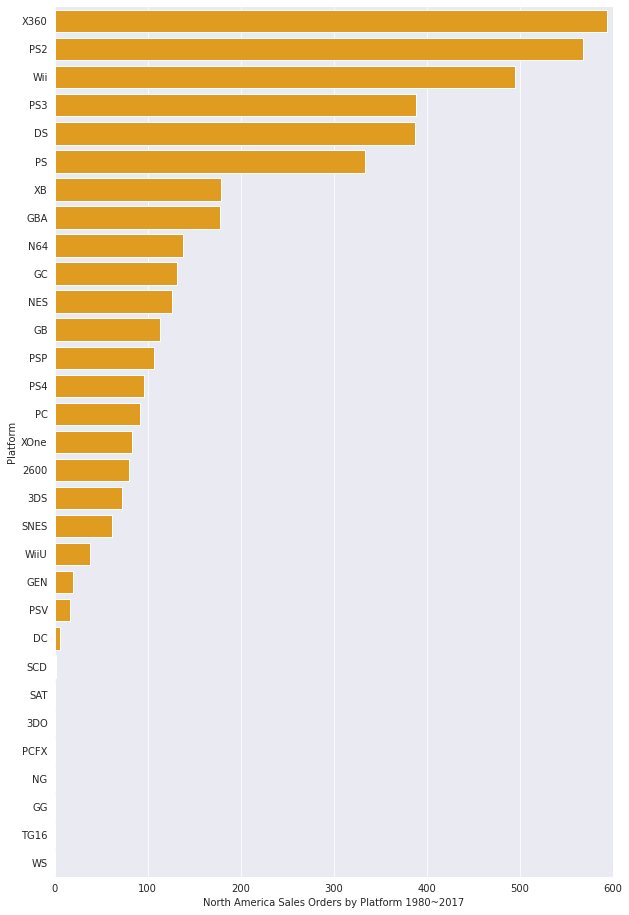 X360
PS2
Wii
PS3
DS
PS
XB
GBA
N64
GC
NES
GB
PSP
PS4
PC
XOne
2600
3DS
SNES
WiiU
GEN
PSV
DC
SCD
SAT
3DO
PCFX
NG
GG
TG16
WS
Platform
0 100 200 300 400 500 600
North America Sales Orders by Platform 1980~2017